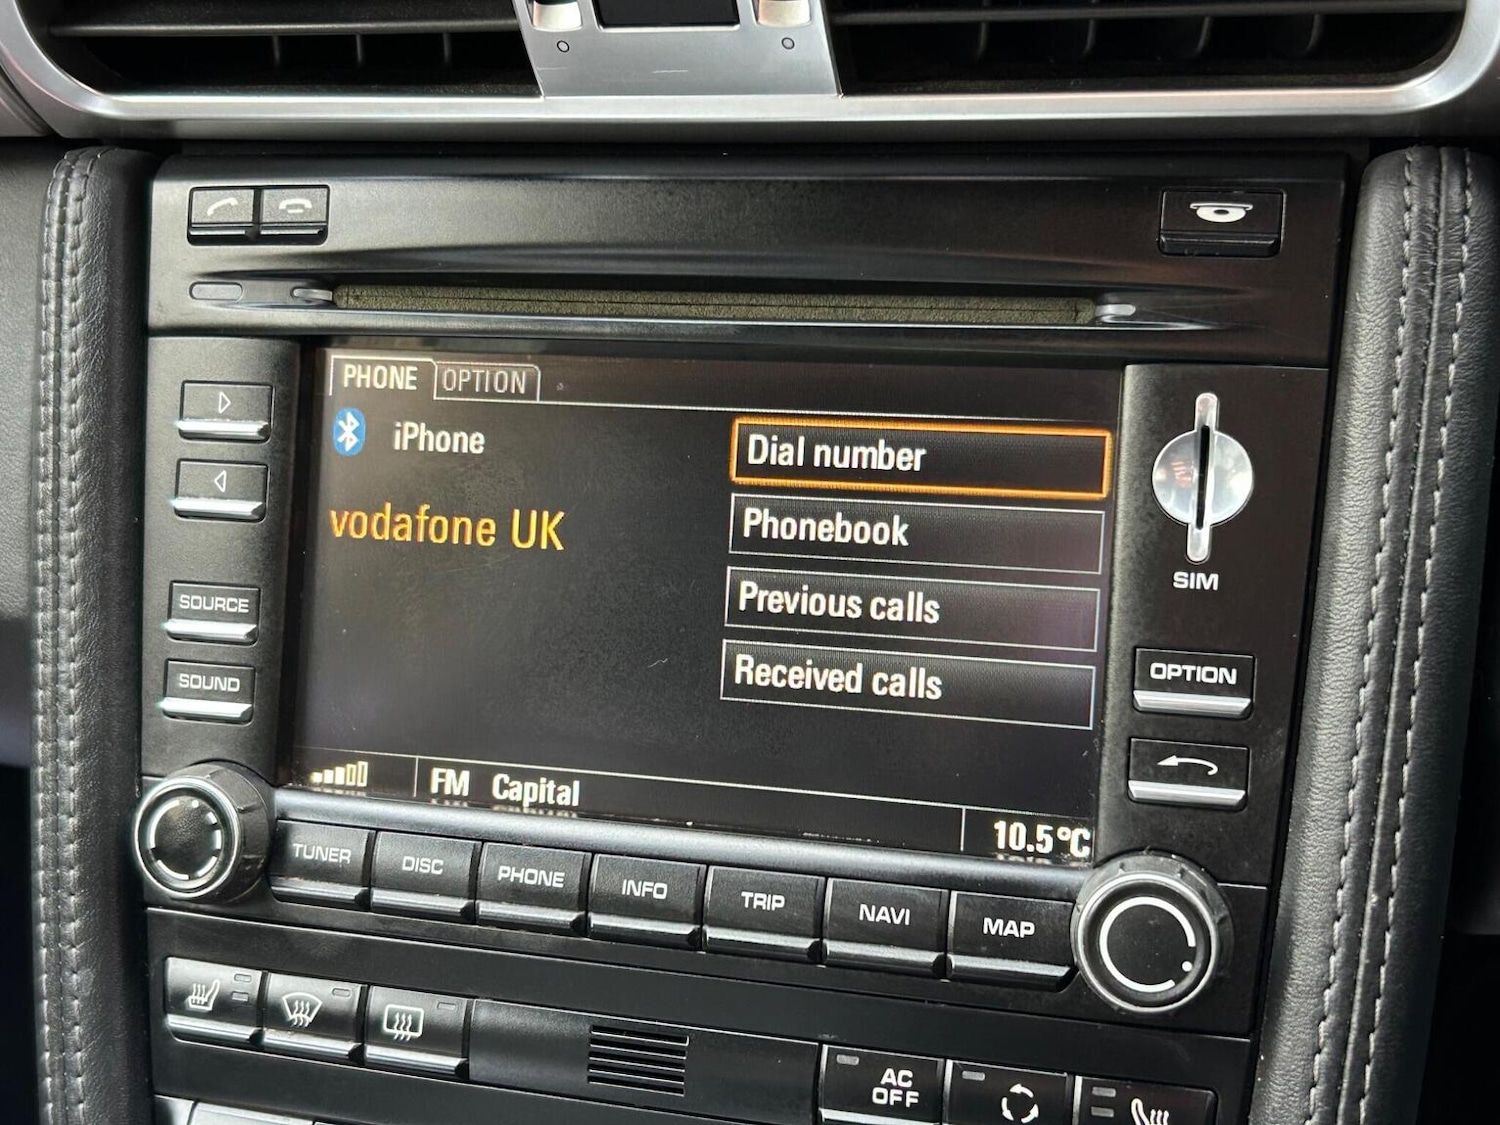 PHONE OPTION
iPhone
Dial number
vodafone UK
Phonebook
Previous calls
Received calls
FM Capital
10.5°C
SIM
SOURCE
SOUND
OPTION
TUNER DISC PHONE INFO TRIP NAVI MAP
AC
OFF